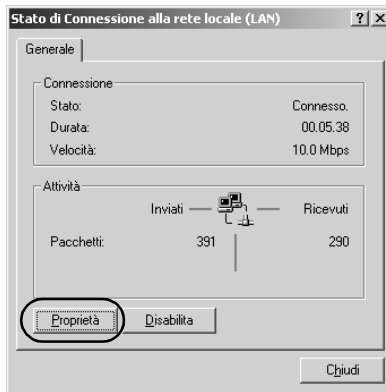 Stato di Connessione alla rete locale (LAN)
Generale
Connessione
Stato: Connesso.
Durata: 00.05.38
Velocità: 10.0 Mbps
Attività
Inviati Ricevuti
Pacchetti: 391 290
Proprietà Disabilita
Chiudi